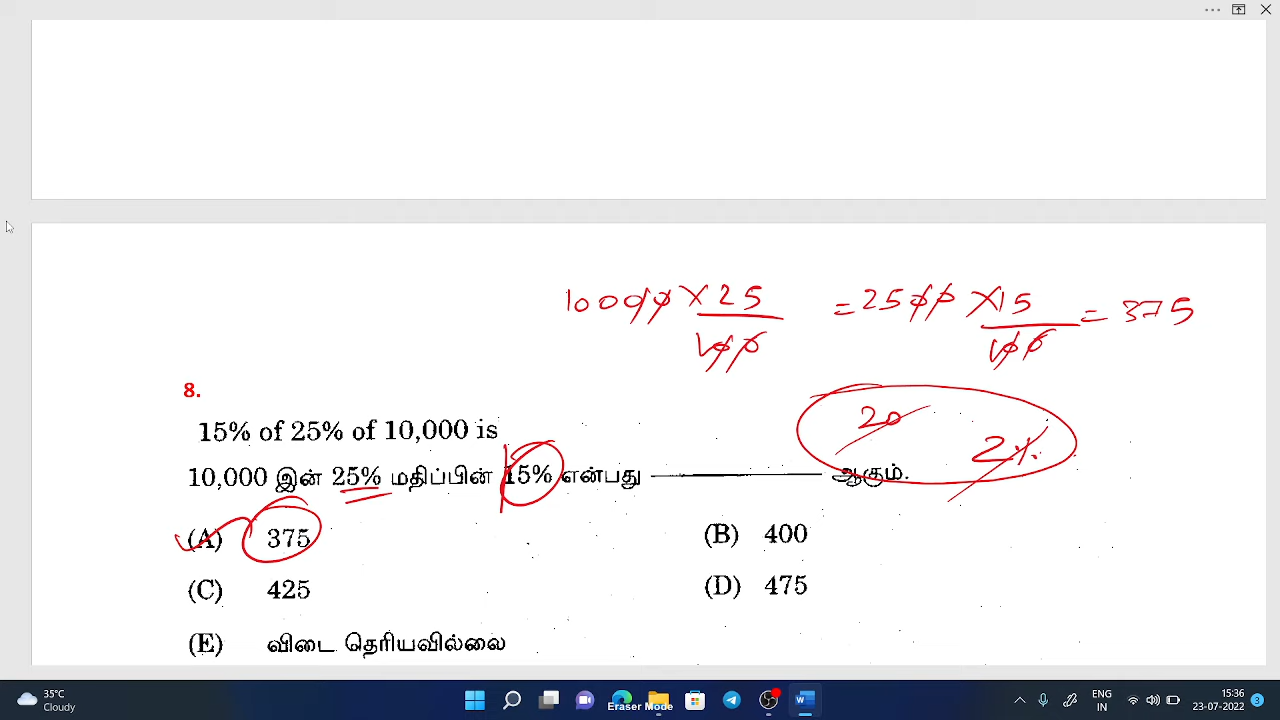 10000 × 25 = 2500 × 15 = 375
100 100
8.
15% of 25% of 10,000 is
20
2%
10,000 இன் 25% மதிப்பின் 15% என்பது ஆகும்.
(A) 375 (B) 400
(C) 425 (D) 475
(E) விடை தெரியவில்லை
35°C
Cloudy
Eraser Mode
ENG
IN
15:36
23-07-2022
3